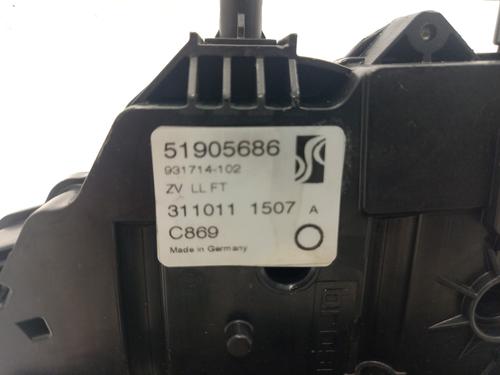 51905686
931714-102
ZV LL FT
311011 1507 A
C869
Made in Germany